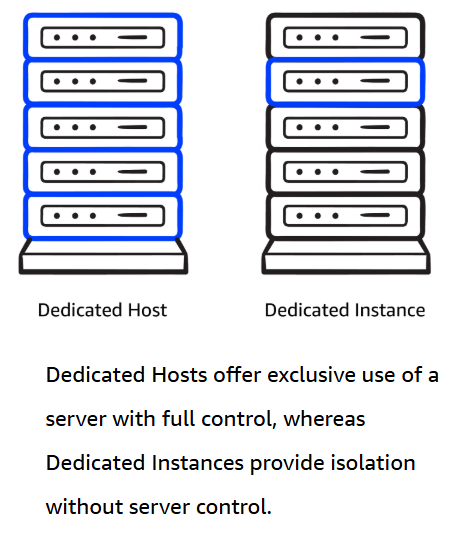 Dedicated Host
Dedicated Instance
Dedicated Hosts offer exclusive use of a
server with full control, whereas
Dedicated Instances provide isolation
without server control.